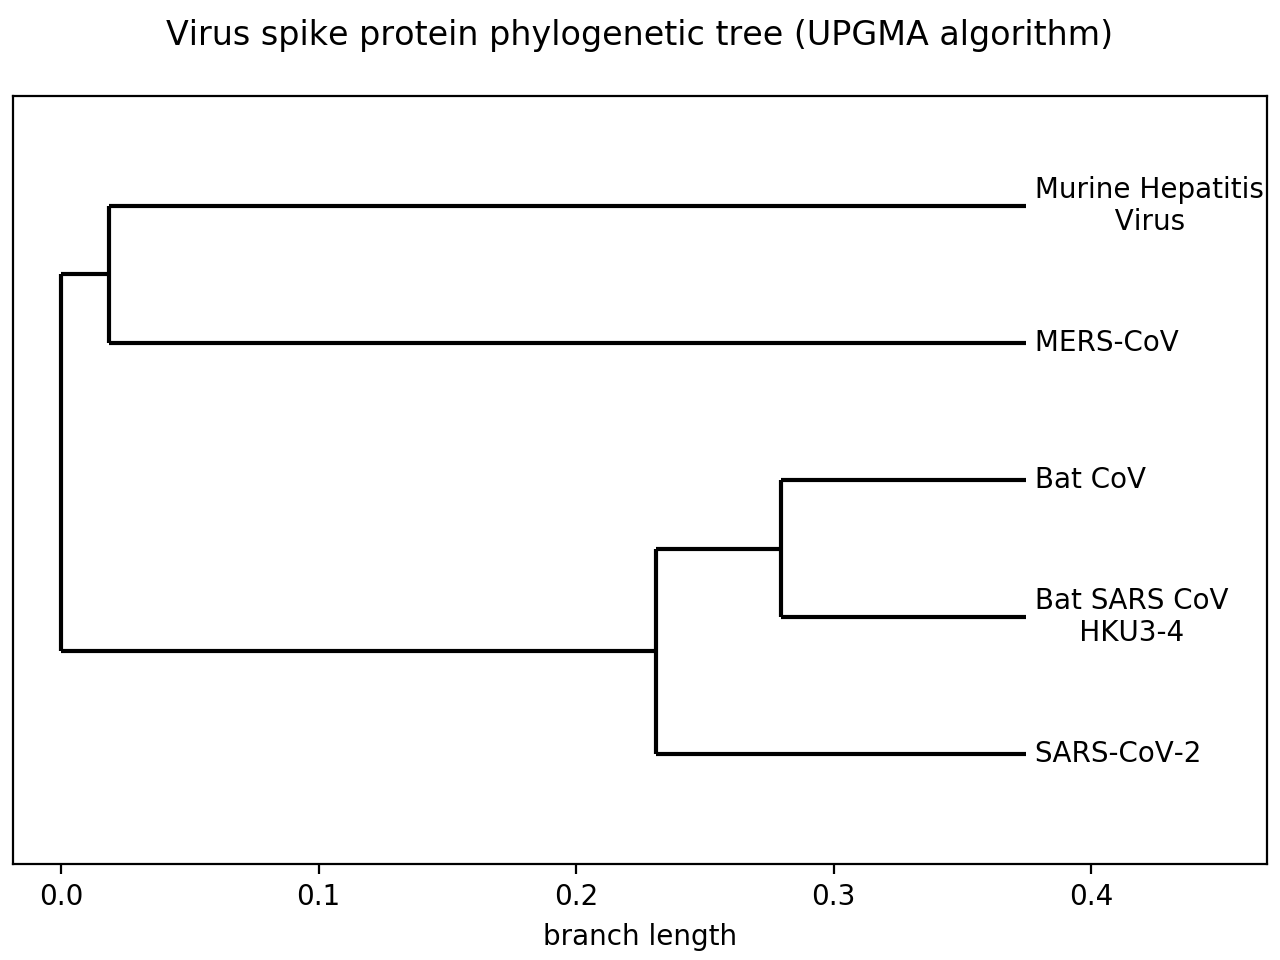 Virus spike protein phylogenetic tree (UPGMA algorithm)
Murine Hepatitis
Virus
MERS-CoV
Bat CoV
Bat SARS CoV
HKU3-4
SARS-CoV-2
0.0 0.1 0.2 0.3 0.4
branch length